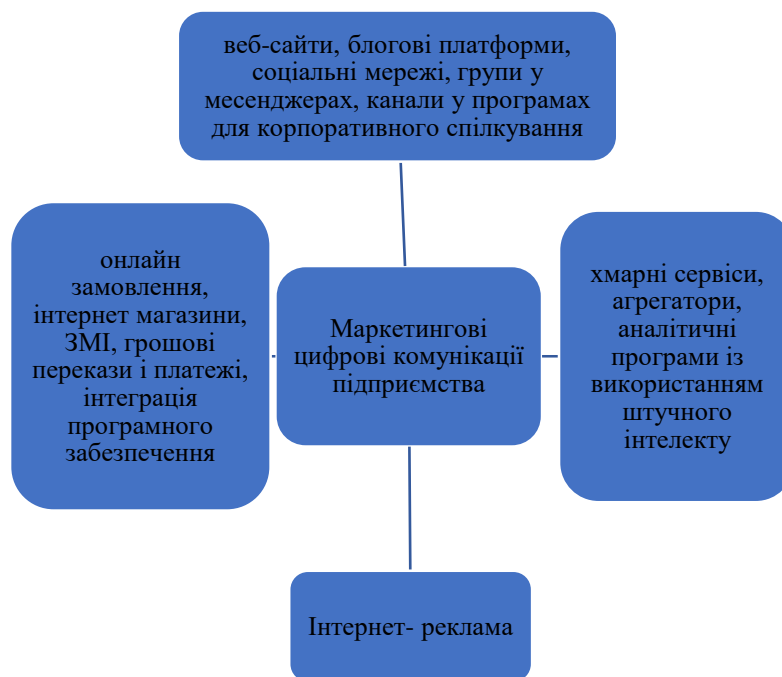 веб-сайти, блогові платформи,
соціальні мережі, групи у
месенджерах, канали у програмах
для корпоративного спілкування
онлайн
замовлення,
інтернет магазини,
ЗМІ, грошові
перекази і платежі,
інтеграція
програмного
забезпечення
Маркетингові
цифрові комунікації
підприємства
хмарні сервіси,
агрегатори,
аналітичні
програми із
використанням
штучного
інтелекту
Інтернет- реклама